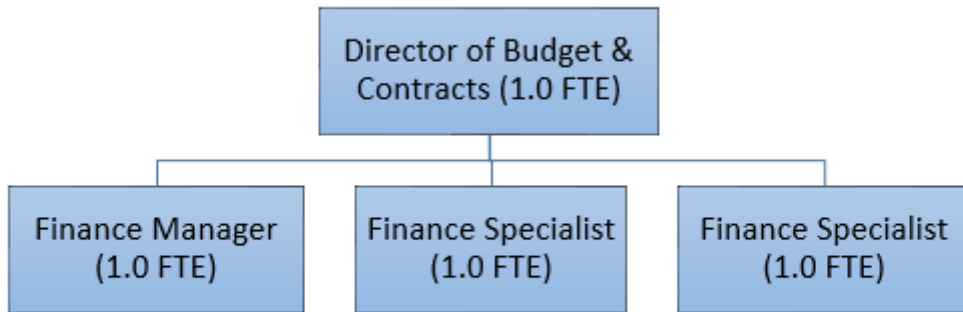 Director of Budget &
Contracts (1.0 FTE)
Finance Manager
(1.0 FTE)
Finance Specialist
(1.0 FTE)
Finance Specialist
(1.0 FTE)